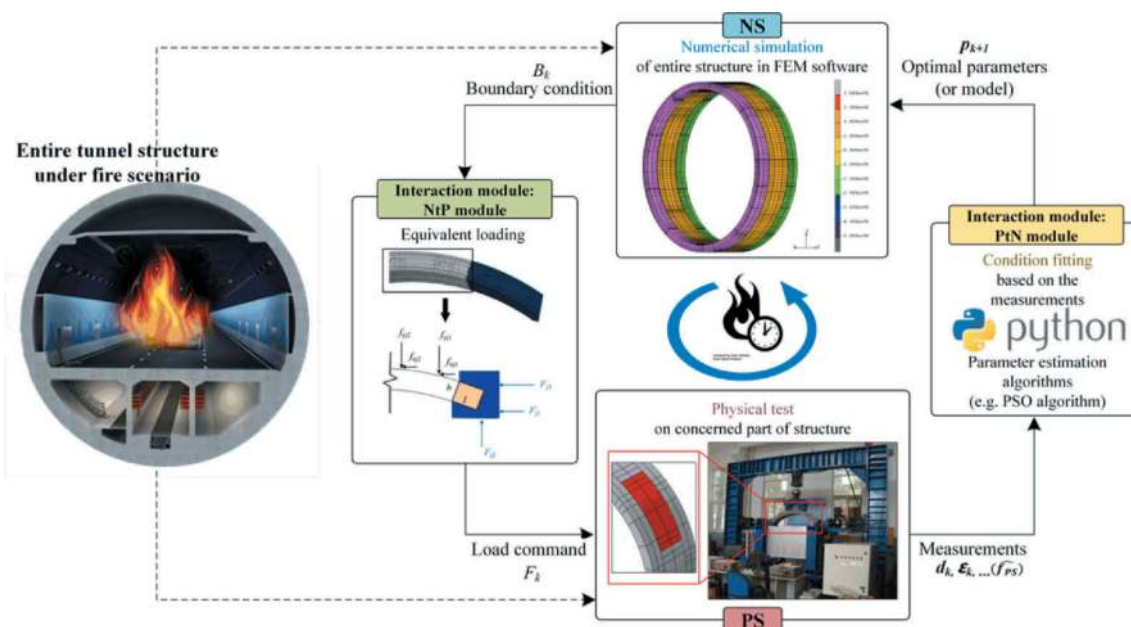 NS
Numerical simulation
of entire structure in FEM software
B_k
Boundary condition
p_{k+1}
Optimal parameters
(or model)
Entire tunnel structure
under fire scenario
Interaction module:
NtP module
Equivalent loading
Interaction module:
PtN module
Condition fitting
based on the
measurements
python
Parameter estimation
algorithms
(e.g. PSO algorithm)
Physical test
on concerned part of structure
Load command
F_k
Measurements
d_k, ε_k, ...(f_{PS})
PS